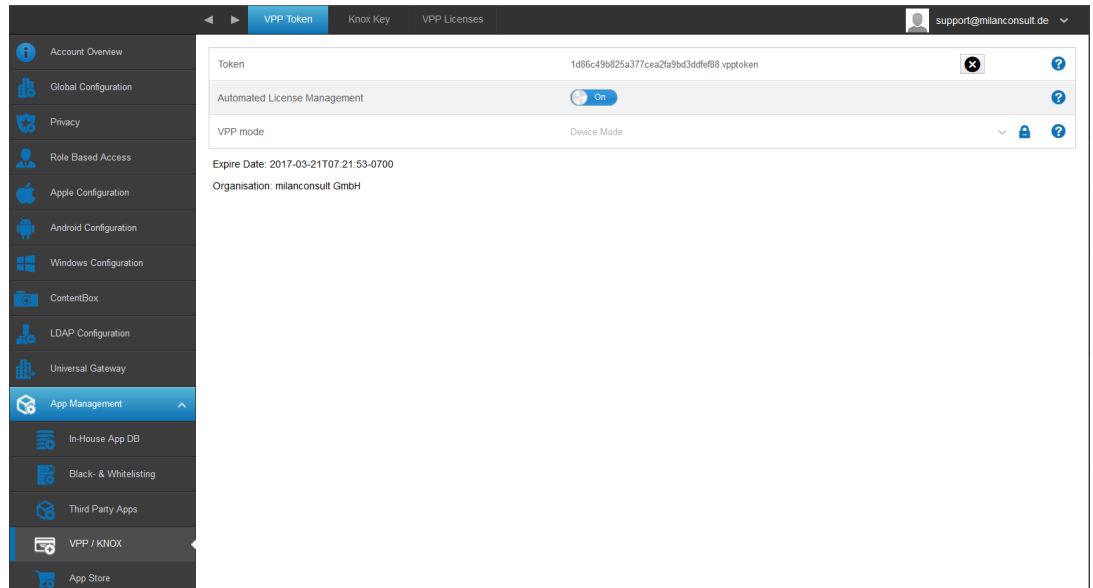 VPP Token Knox Key VPP Licenses support@milanconsult.de
Account Overview
Global Configuration
Privacy
Role Based Access
Apple Configuration
Android Configuration
Windows Configuration
ContentBox
LDAP Configuration
Universal Gateway
App Management
In-House App DB
Black- & Whitelisting
Third Party Apps
VPP / KNOX
App Store
Token 1d86c49b825a377cea2fa9bd3ddfef88.vpptoken
Automated License Management On
VPP mode Device Mode
Expire Date: 2017-03-21T07:21:53-0700
Organisation: milanconsult GmbH